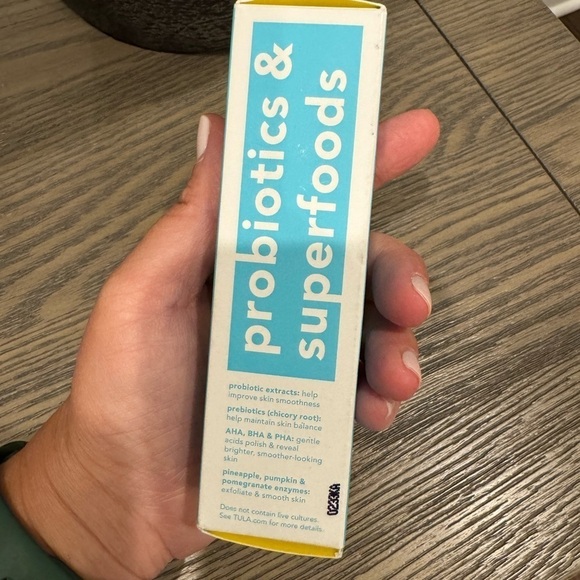 probiotics &
superfoods
probiotic extracts: help
improve skin smoothness
prebiotics (chicory root):
help maintain skin balance
AHA, BHA & PHA: gentle
acids polish & reveal
brighter, smoother-looking
skin
pineapple, pumpkin &
pomegranate enzymes:
exfoliate & smooth skin
Does not contain live cultures.
See TULA.com for more details.